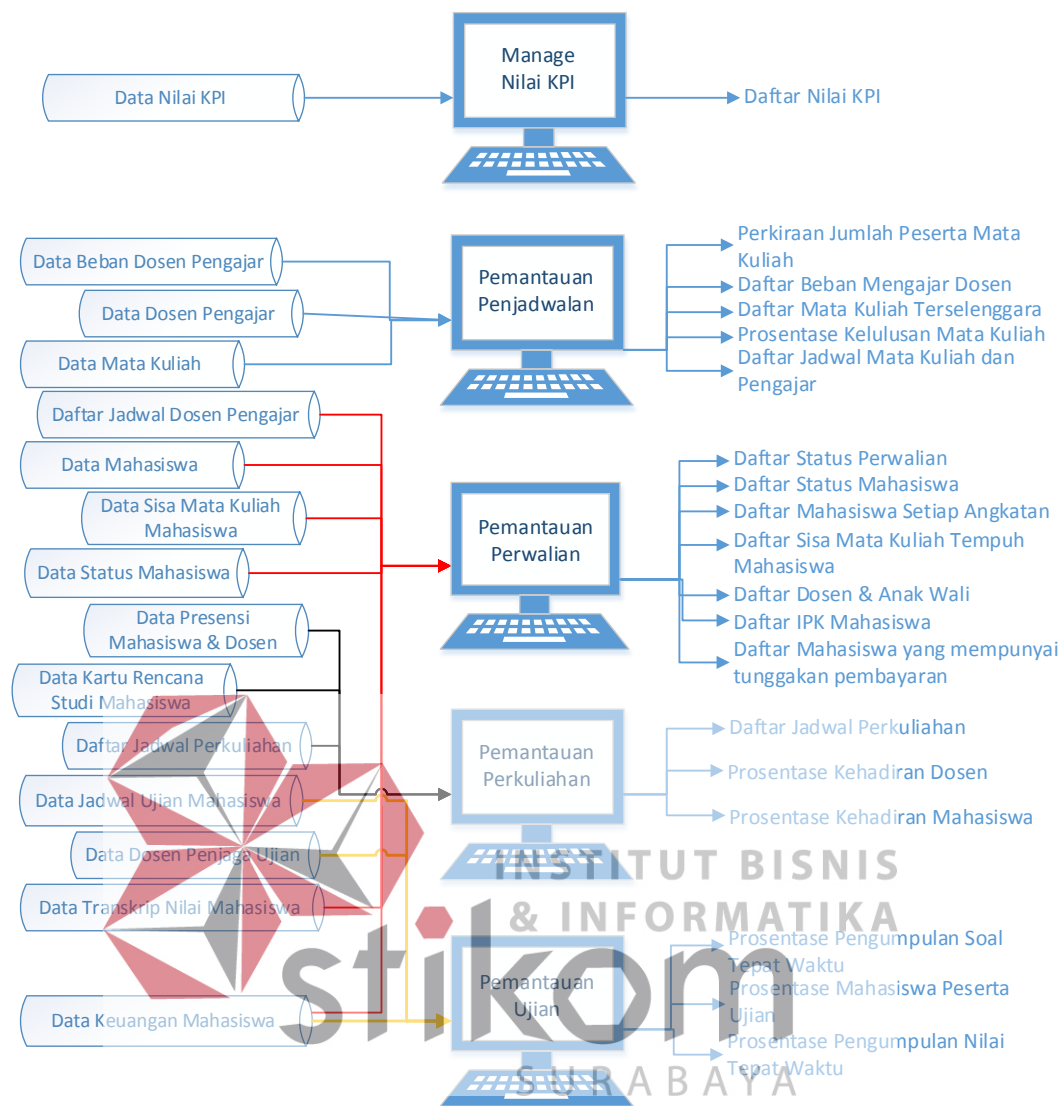 Manage
Nilai KPI
Data Nilai KPI
Daftar Nilai KPI
Data Beban Dosen Pengajar
Data Dosen Pengajar
Data Mata Kuliah
Pemantauan
Penjadwalan
Perkiraan Jumlah Peserta Mata
Kuliah
Daftar Beban Mengajar Dosen
Daftar Mata Kuliah Terselenggara
Prosentase Kelulusan Mata Kuliah
Daftar Jadwal Mata Kuliah dan
Pengajar
Daftar Jadwal Dosen Pengajar
Data Mahasiswa
Data Sisa Mata Kuliah
Mahasiswa
Data Status Mahasiswa
Pemantauan
Perwalian
Daftar Status Perwalian
Daftar Status Mahasiswa
Daftar Mahasiswa Setiap Angkatan
Daftar Sisa Mata Kuliah Tempuh
Mahasiswa
Daftar Dosen & Anak Wali
Daftar IPK Mahasiswa
Daftar Mahasiswa yang mempunyai
tunggakan pembayaran
Data Presensi
Mahasiswa & Dosen
Data Kartu Rencana
Studi Mahasiswa
Daftar Jadwal Perkuliahan
Pemantauan
Perkuliahan
Daftar Jadwal Perkuliahan
Prosentase Kehadiran Dosen
Prosentase Kehadiran Mahasiswa
Data Jadwal Ujian Mahasiswa
Data Dosen Penjaga Ujian
Data Transkrip Nilai Mahasiswa
Data Keuangan Mahasiswa
Pemantauan
Ujian
Prosentase Pengumpulan Soal
Tepat Waktu
Prosentase Mahasiswa Peserta
Ujian
Prosentase Pengumpulan Nilai
Tepat Waktu
INSTITUT BISNIS
& INFORMATIKA
stikom
SURABAYA